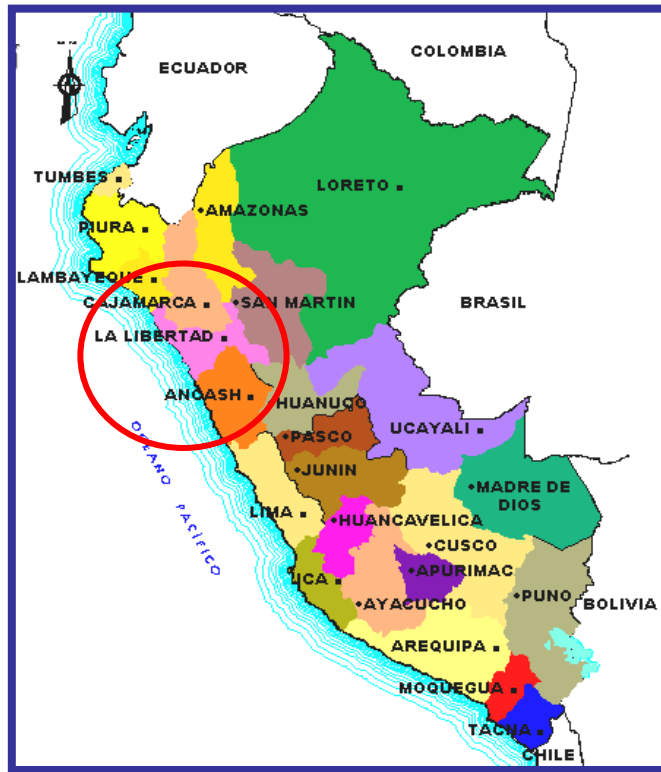 COLOMBIA
ECUADOR
TUMBES
LORETO
AMAZONAS
PIURA
LAMBAYEQUE
CAJAMARCA
SAN MARTIN
BRASIL
LA LIBERTAD
ANCASH
HUANUCO
UCAYALI
PASCO
JUNIN
MADRE DE
DIOS
LIMA
HUANCAVELICA
CUSCO
OCEANO PACÍFICO
ICA
APURIMAC
PUNO
BOLIVIA
AYACUCHO
AREQUIPA
MOQUEGUA
TACNA
CHILE